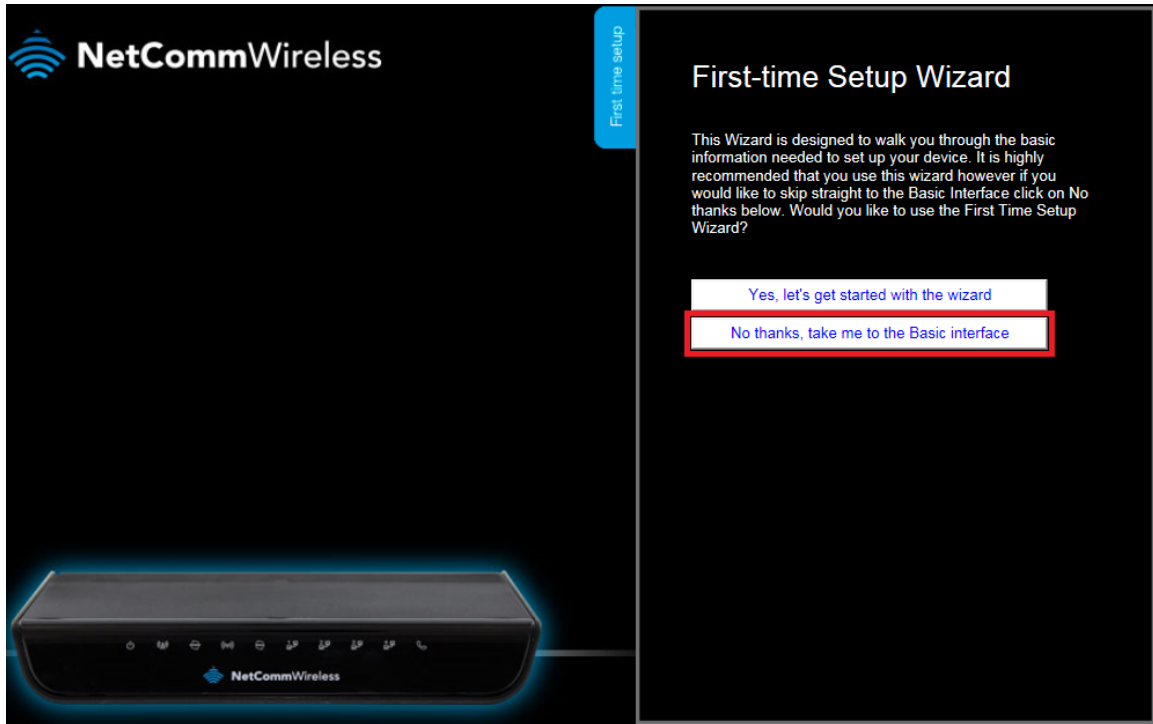 NetCommWireless
First time setup
First-time Setup Wizard
This Wizard is designed to walk you through the basic
information needed to set up your device. It is highly
recommended that you use this wizard however if you
would like to skip straight to the Basic Interface click on No
thanks below. Would you like to use the First Time Setup
Wizard?
Yes, let's get started with the wizard
No thanks, take me to the Basic interface
NetCommWireless